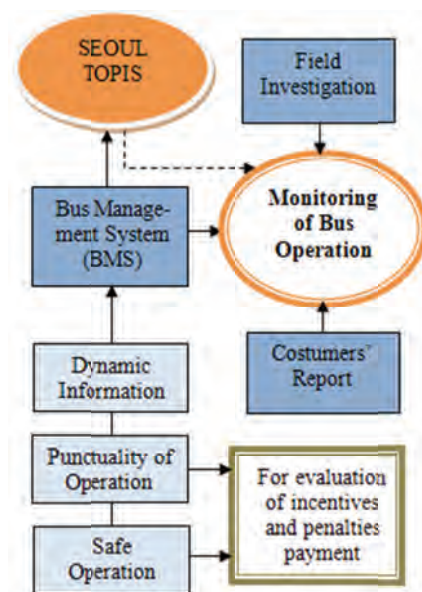 SEOUL
TOPIS
Field
Investigation
Bus Manage-
ment System
(BMS)
Monitoring
of Bus
Operation
Dynamic
Information
Costumers’
Report
Punctuality of
Operation
For evaluation
of incentives
and penalties
payment
Safe
Operation